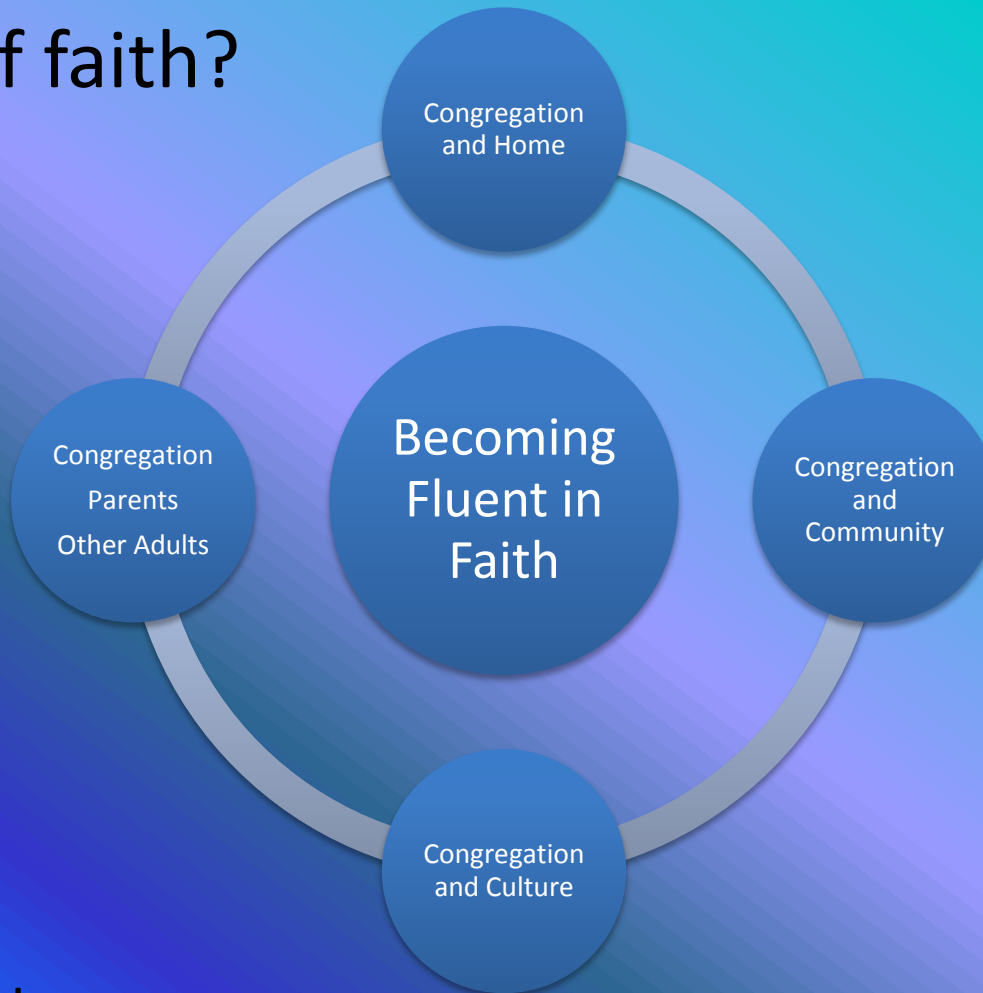 f faith?
Congregation
and Home
Congregation
Parents
Other Adults
Becoming
Fluent in
Faith
Congregation
and
Community
Congregation
and Culture